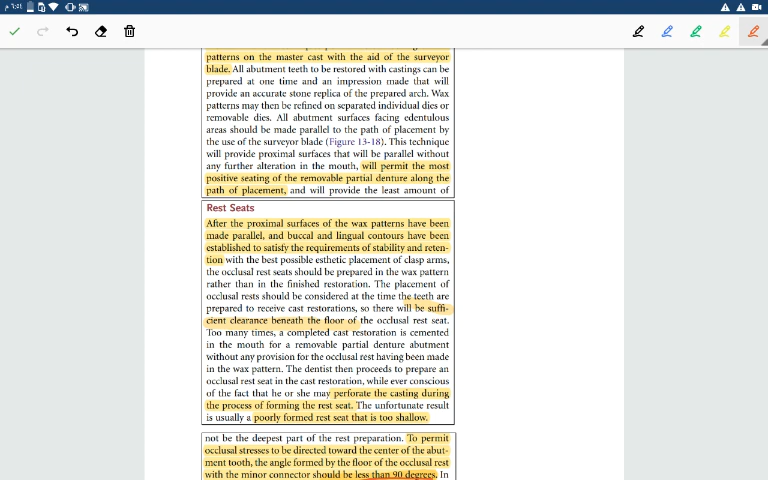 patterns on the master cast with the aid of the surveyor
blade. All abutment teeth to be restored with castings can be
prepared at one time and an impression made that will
provide an accurate stone replica of the prepared arch. Wax
patterns may then be refined on separated individual dies or
removable dies. All abutment surfaces facing edentulous
areas should be made parallel to the path of placement by
the use of the surveyor blade (Figure 13-18). This technique
will provide proximal surfaces that will be parallel without
any further alteration in the mouth, will permit the most
positive seating of the removable partial denture along the
path of placement, and will provide the least amount of
Rest Seats
After the proximal surfaces of the wax patterns have been
made parallel, and buccal and lingual contours have been
established to satisfy the requirements of stability and reten-
tion with the best possible esthetic placement of clasp arms,
the occlusal rest seats should be prepared in the wax pattern
rather than in the finished restoration. The placement of
occlusal rests should be considered at the time the teeth are
prepared to receive cast restorations, so there will be suffi-
cient clearance beneath the floor of the occlusal rest seat.
Too many times, a completed cast restoration is cemented
in the mouth for a removable partial denture abutment
without any provision for the occlusal rest having been made
in the wax pattern. The dentist then proceeds to prepare an
occlusal rest seat in the cast restoration, while ever conscious
of the fact that he or she may perforate the casting during
the process of forming the rest seat. The unfortunate result
is usually a poorly formed rest seat that is too shallow.
not be the deepest part of the rest preparation. To permit
occlusal stresses to be directed toward the center of the abut-
ment tooth, the angle formed by the floor of the occlusal rest
with the minor connector should be less than 90 degrees. In